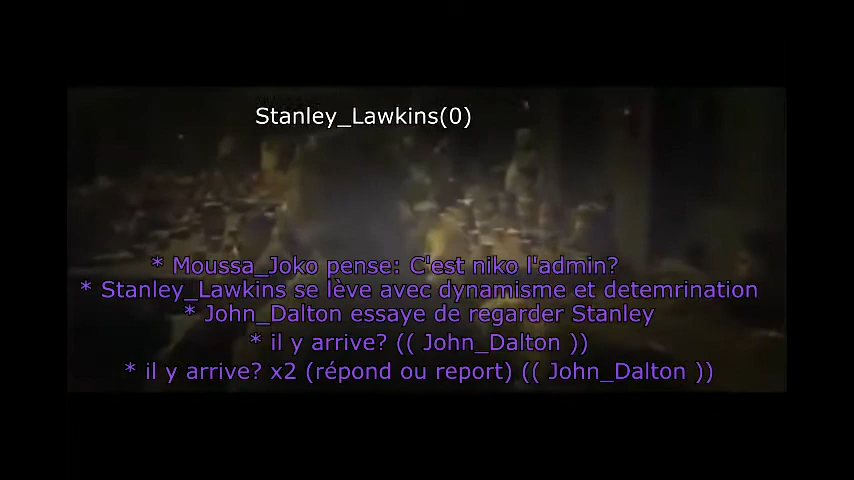 Stanley_Lawkins(0)
* Moussa_Joko pense: C'est niko l'admin?
* Stanley_Lawkins se lève avec dynamisme et detemrination
* John_Dalton essaye de regarder Stanley
* il y arrive? (( John_Dalton ))
* il y arrive? x2 (répond ou report) (( John_Dalton ))